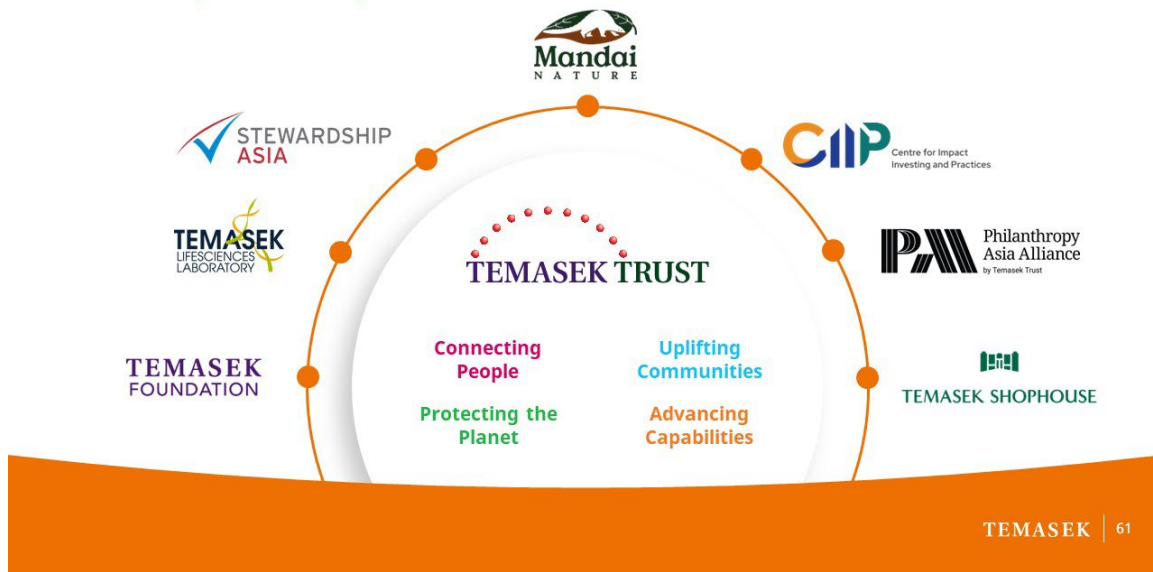 Mandai
NATURE
STEWARDSHIP
ASIA
CIIP
Centre for Impact
Investing and Practices
TEMASEK
LIFESCIENCES
LABORATORY
PAA
Philanthropy
Asia Alliance
by Temasek Trust
TEMASEK TRUST
Connecting
People
Uplifting
Communities
TEMASEK
FOUNDATION
TEMASEK SHOPHOUSE
Protecting the
Planet
Advancing
Capabilities
TEMASEK
61